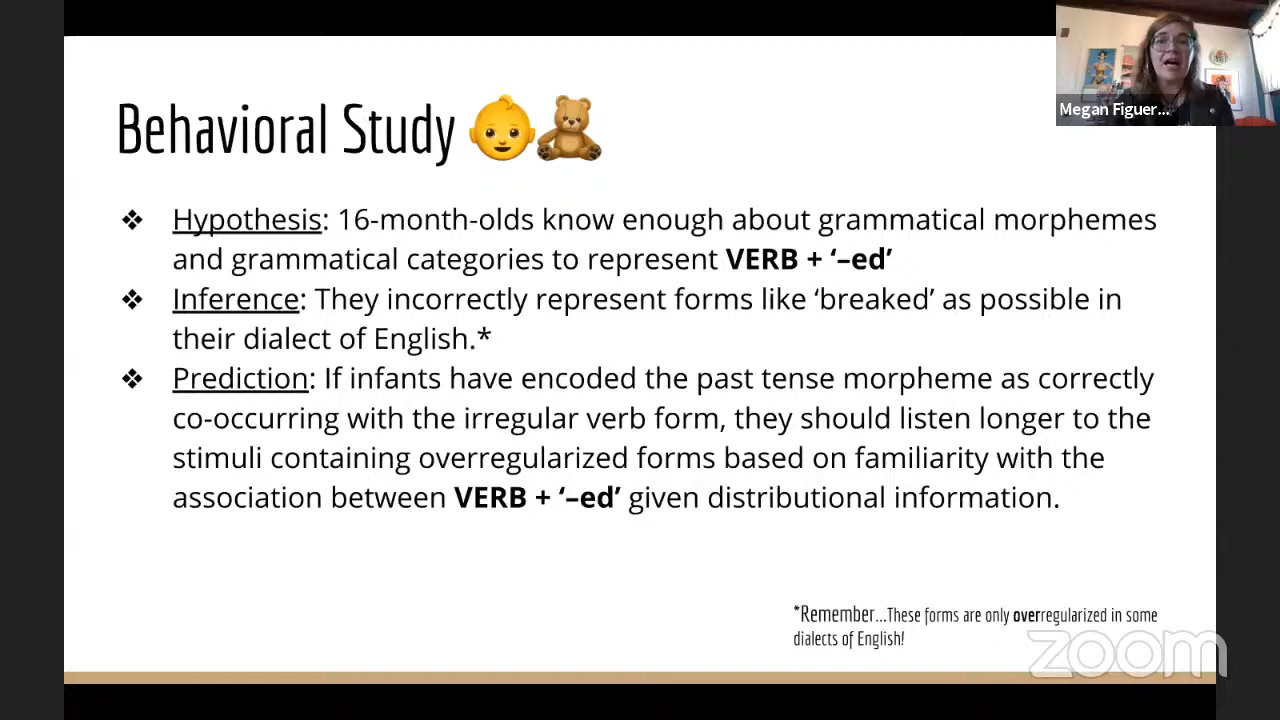 Behavioral Study
❖ Hypothesis: 16-month-olds know enough about grammatical morphemes
and grammatical categories to represent VERB + ‘–ed’
❖ Inference: They incorrectly represent forms like ‘breaked’ as possible in
their dialect of English.*
❖ Prediction: If infants have encoded the past tense morpheme as correctly
co-occurring with the irregular verb form, they should listen longer to the
stimuli containing overregularized forms based on familiarity with the
association between VERB + ‘–ed’ given distributional information.
*Remember...These forms are only overregularized in some
dialects of English!
Megan Figuer...
zoom